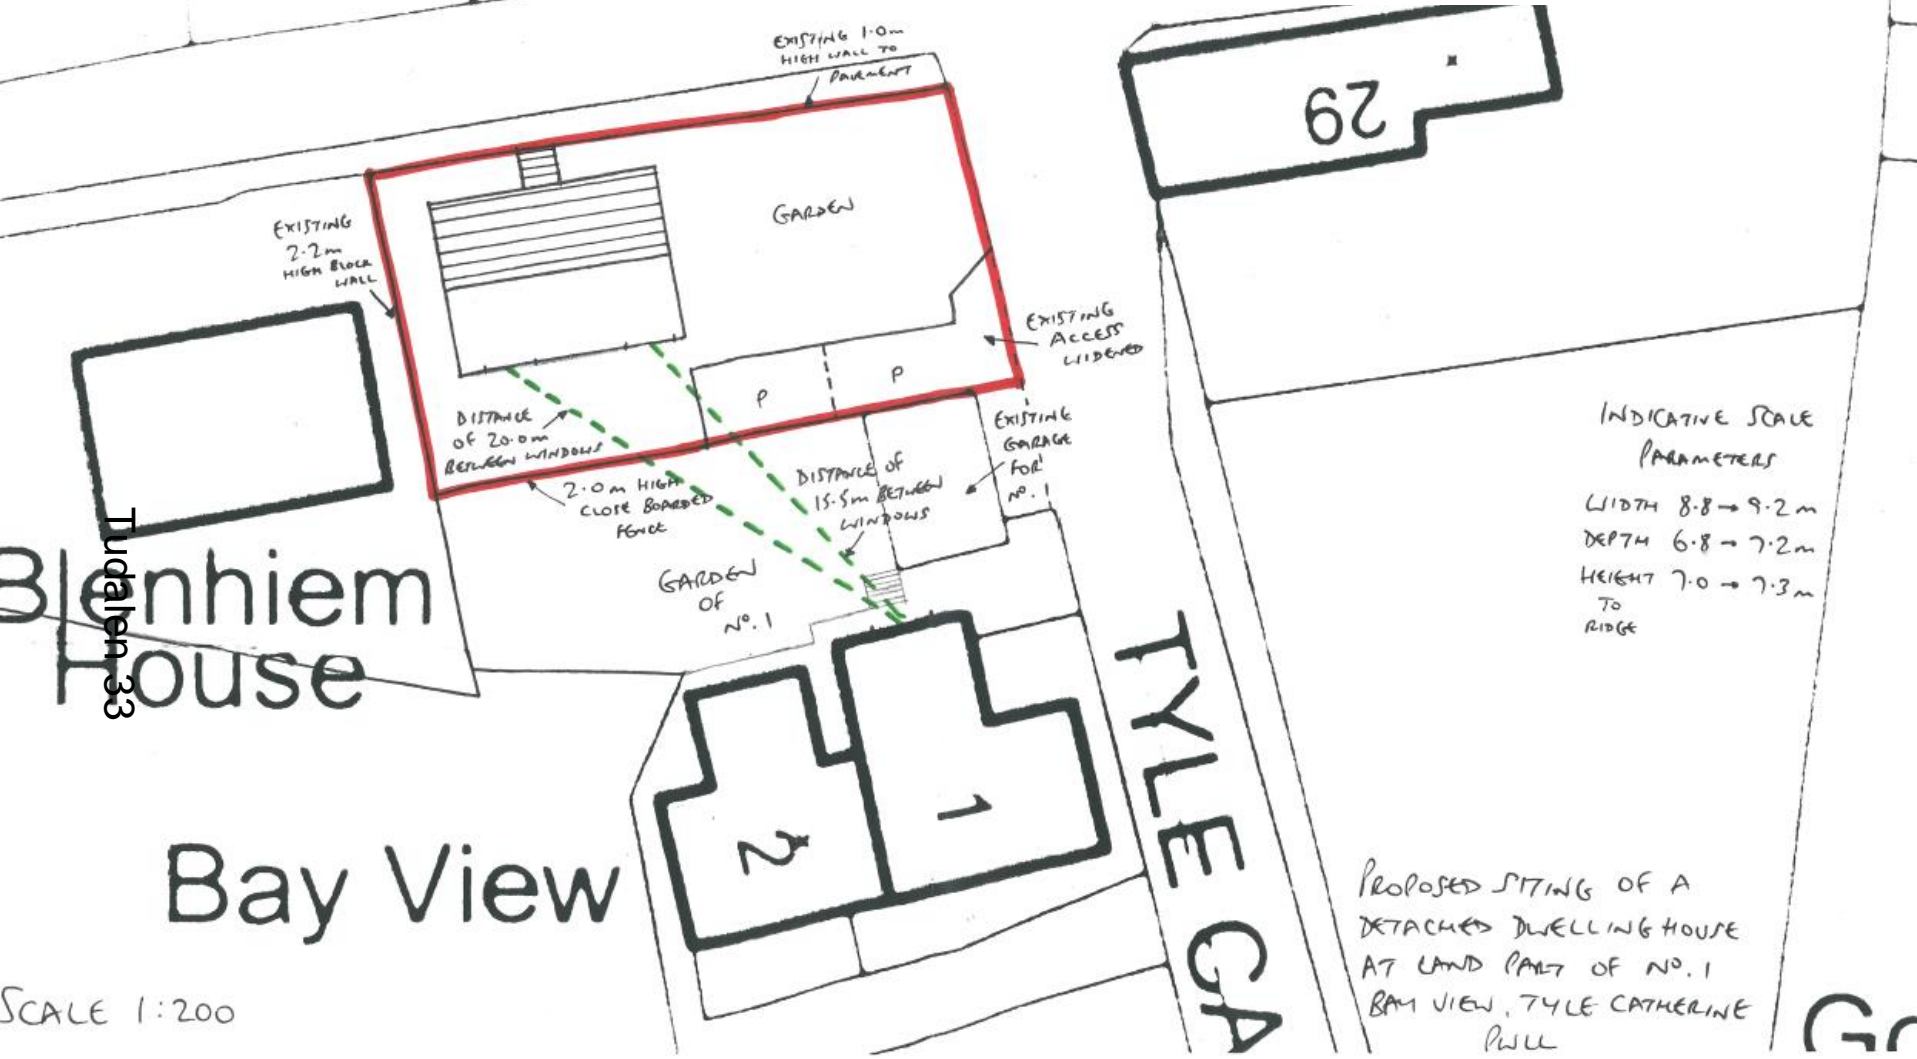 EXISTING 1.0m
HIGH WALL TO
PAVEMENT
29
EXISTING
2.2m
HIGH BLOCK
WALL
GARDEN
EXISTING
ACCESS
WIDENED
P
P
DISTANCE
OF 20.0m
BETWEEN WINDOWS
2.0m HIGH
CLOSE BOARDED
FENCE
DISTANCE OF
15.5m BETWEEN
WINDOWS
EXISTING
GARAGE
FOR
No. 1
INDICATIVE SCALE
PARAMETERS
WIDTH 8.8 → 9.2m
DEPTH 6.8 → 7.2m
HEIGHT 7.0 → 7.3m
TO
RIDGE
GARDEN
OF
No. 1
Blenhiem
House
Tudalen 33
Bay View
2
1
TYLE CA
SCALE 1:200
PROPOSED SITING OF A
DETACHED DWELLING HOUSE
AT LAND PART OF No. 1
BAY VIEW, TYLE CATHERINE
PWLL